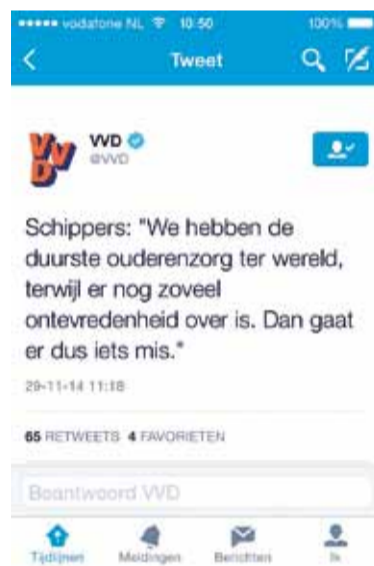 vodafone NL 10:50 100%
Tweet
VVD
VVD
@VVD
Schippers: "We hebben de
duurste ouderenzorg ter wereld,
terwijl er nog zoveel
ontevredenheid over is. Dan gaat
er dus iets mis."
29-11-14 11:18
65 RETWEETS 4 FAVORIETEN
Beantwoord VVD
Tijdlijnen Meldingen Berichten Ik